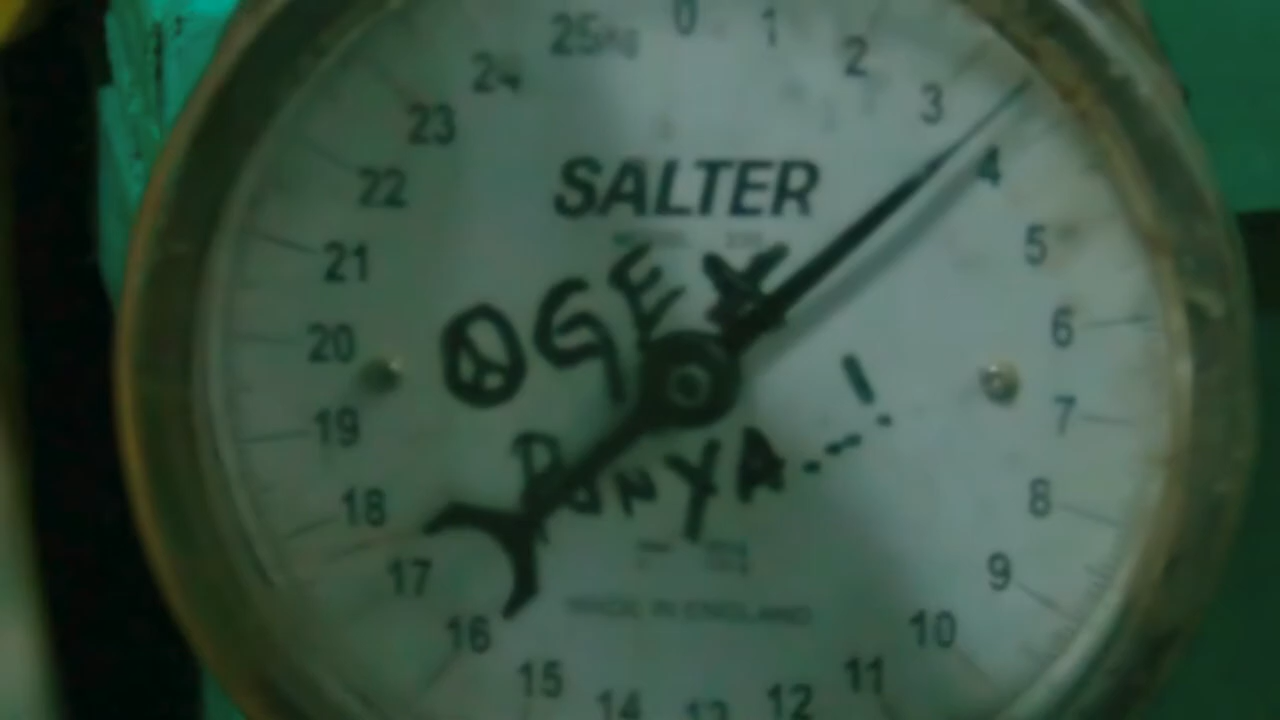 25kg 0 1 2 3 4 5 6 7 8 9 10 11 12 13 14 15 16 17 18 19 20 21 22 23 24
SALTER
OGEX
PUNYA---!
MADE IN ENGLAND